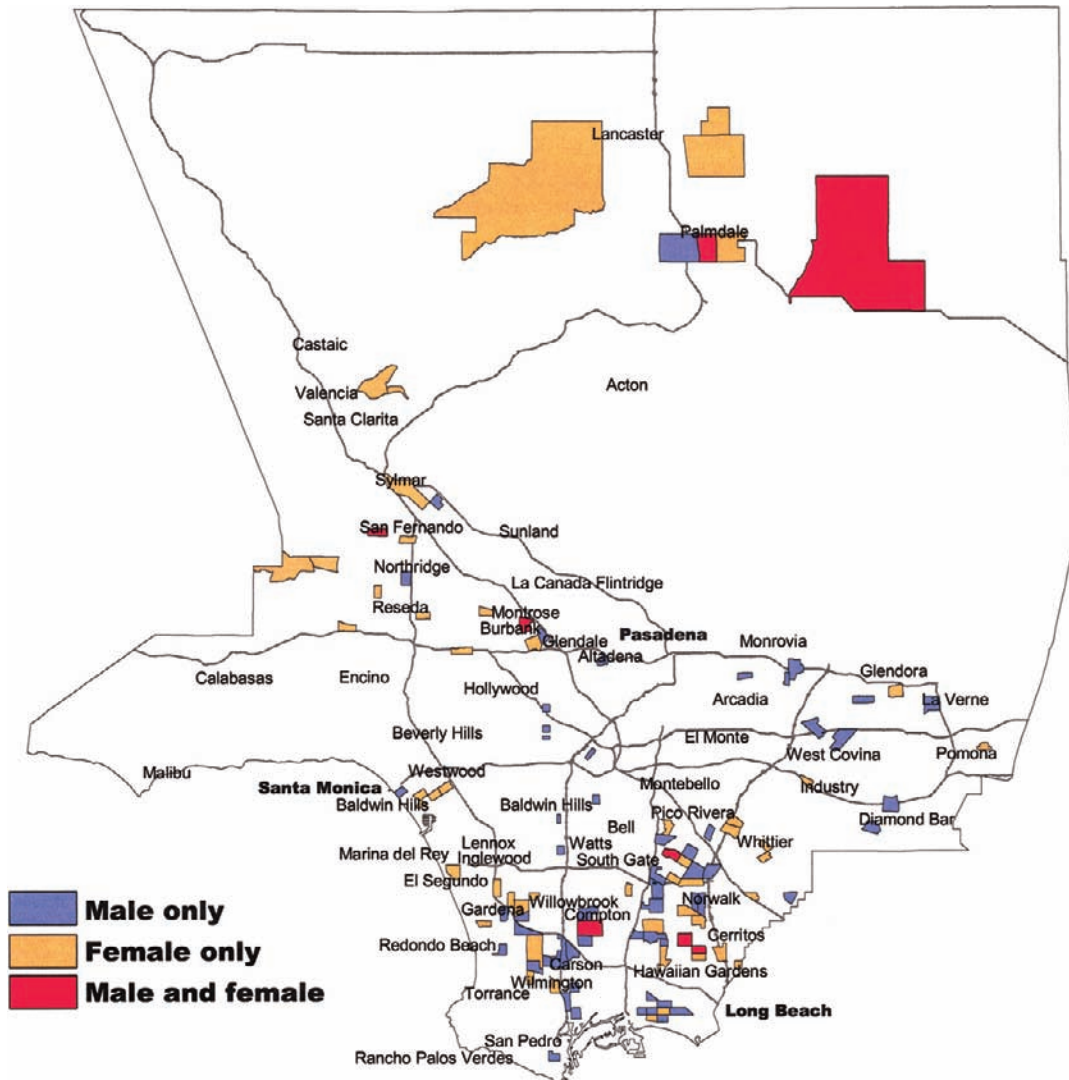 Lancaster
Palmdale
Castaic
Acton
Valencia
Santa Clarita
Sylmar
San Fernando
Sunland
Northridge
La Canada Flintridge
Reseda
Montrose
Burbank
Pasadena
Glendale
Monrovia
Altadena
Glendora
Calabasas
Encino
Hollywood
Arcadia
La Verne
Beverly Hills
El Monte
West Covina
Pomona
Malibu
Westwood
Santa Monica
Montebello
Industry
Baldwin Hills
Baldwin Hills
Pico Rivera
Diamond Bar
Bell
Lennox
Watts
Whittier
Marina del Rey
Inglewood
South Gate
El Segundo
Willowbrook
Norwalk
Male only
Gardena
Compton
Cerritos
Female only
Redondo Beach
Carson
Hawaiian Gardens
Wilmington
Male and female
Torrance
Long Beach
San Pedro
Rancho Palos Verdes